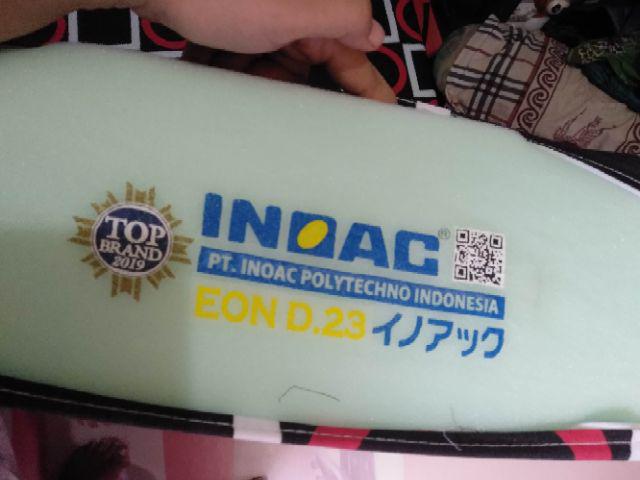 TOP
BRAND
2019
INOAC®
PT. INOAC POLYTECHNO INDONESIA
EON D.23 イノアック